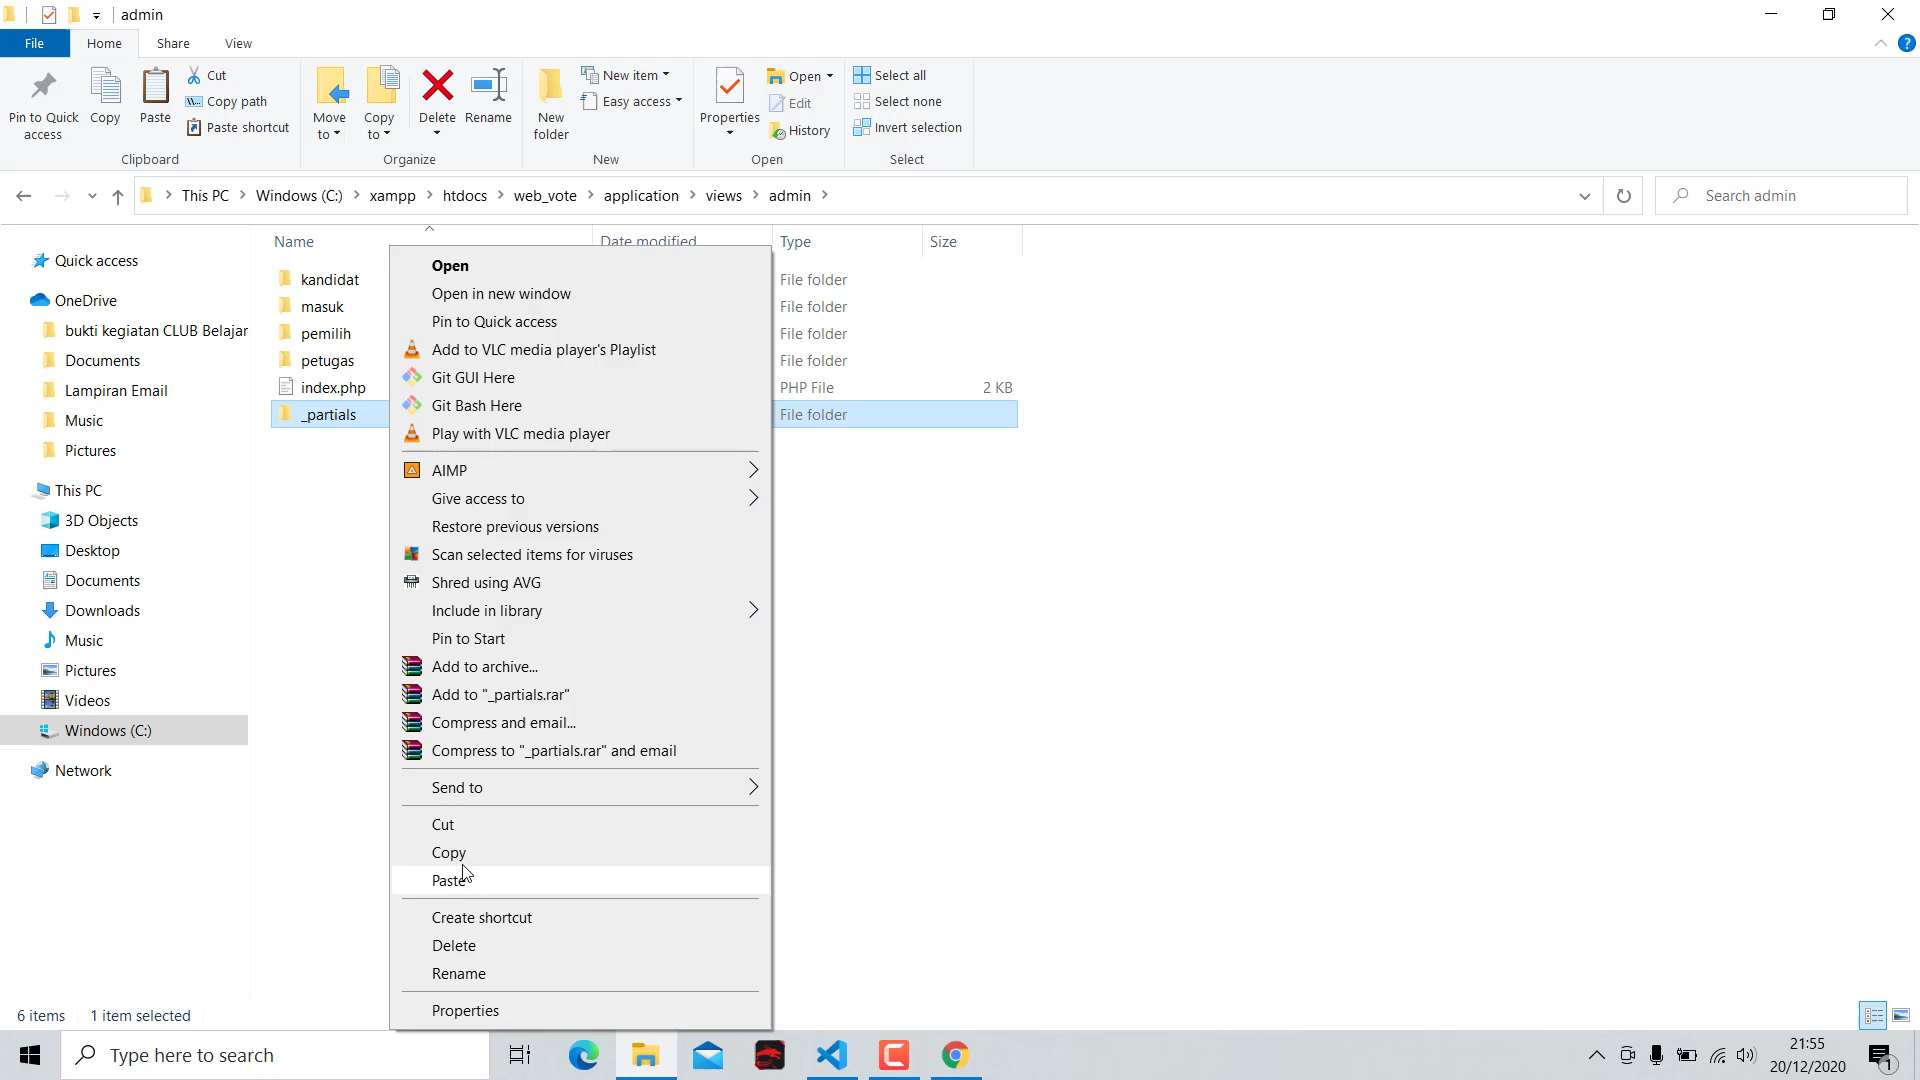 admin
File
Home
Share
View
Pin to Quick access
Copy
Paste
Cut
Copy path
Paste shortcut
Clipboard
Move to
Copy to
Delete
Rename
Organize
New folder
New item
Easy access
New
Properties
Open
Edit
History
Open
Select all
Select none
Invert selection
Select
This PC
Windows (C:)
xampp
htdocs
web_vote
application
views
admin
Search admin
Name
Date modified
Type
Size
Quick access
OneDrive
bukti kegiatan CLUB Belajar
Documents
Lampiran Email
Music
Pictures
This PC
3D Objects
Desktop
Documents
Downloads
Music
Pictures
Videos
Windows (C:)
Network
kandidat
File folder
masuk
File folder
pemilih
File folder
petugas
File folder
index.php
PHP File
2 KB
_partials
File folder
Open
Open in new window
Pin to Quick access
Add to VLC media player's Playlist
Git GUI Here
Git Bash Here
Play with VLC media player
AIMP
Give access to
Restore previous versions
Scan selected items for viruses
Shred using AVG
Include in library
Pin to Start
Add to archive...
Add to "_partials.rar"
Compress and email...
Compress to "_partials.rar" and email
Send to
Cut
Copy
Paste
Create shortcut
Delete
Rename
Properties
6 items
1 item selected
Type here to search
21:55
20/12/2020
1